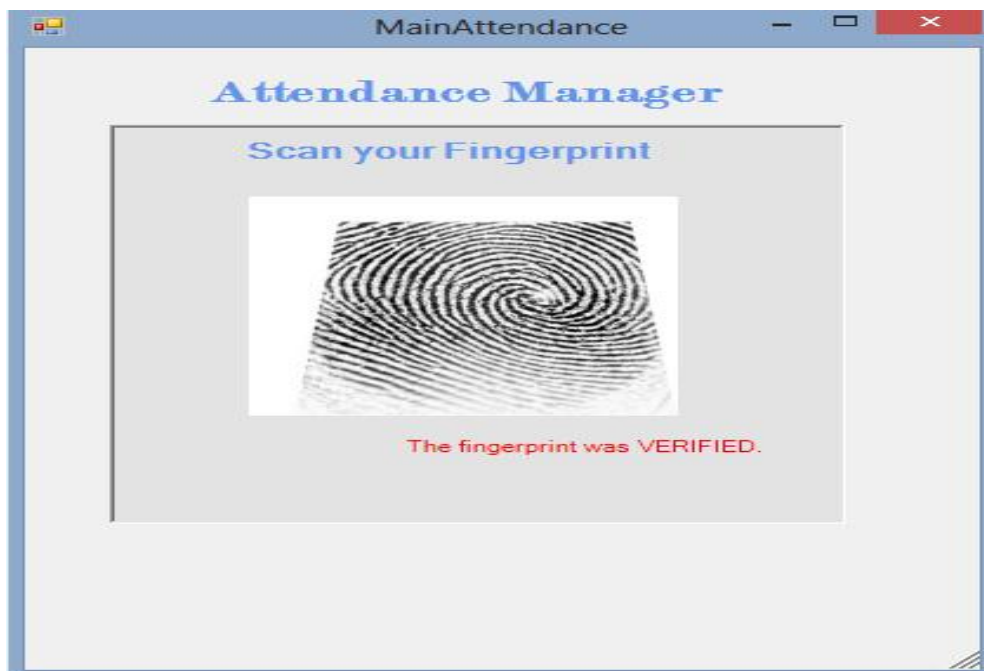 MainAttendance
Attendance Manager
Scan your Fingerprint
The fingerprint was VERIFIED.